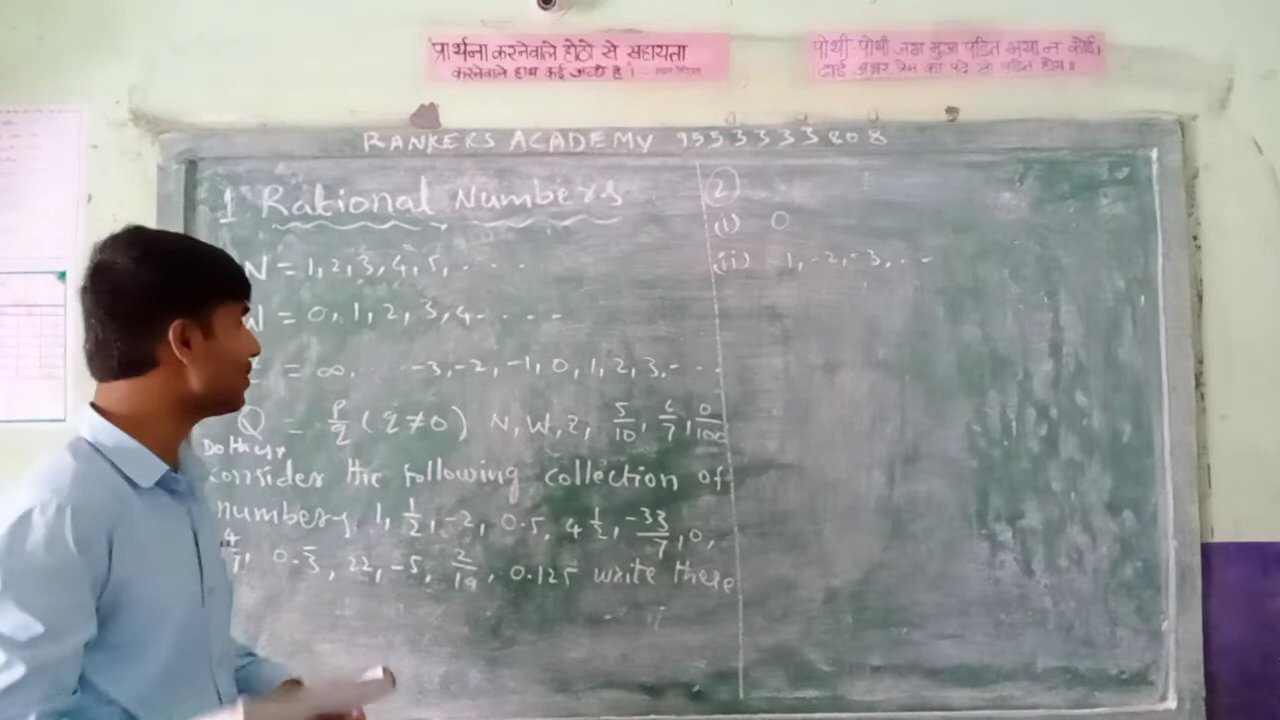 प्रार्थना करनेवाले होठो से सहायता
करनेवाले हाथ कई अच्छे है।
पोथी पोथी जग मुआ पंडित भया न कोई।
ढाई अक्षर प्रेम का पढे सो पंडित होय॥
RANKERS ACADEMY 9553333808
1 Rational Numbers
N = 1, 2, 3, 4, 5, . . . .
W = 0, 1, 2, 3, 4 - . . . -
= ∞, . . -3, -2, -1, 0, 1, 2, 3, - . .
Q = p/q (q≠0) N, W, Z, 5/10, 6/7, 0/100
Do these
consider the following collection of
numbers 1, 1/2, -2, 0.5, 4 1/2, -33/7, 0,
4/7, 0.3̅, 22, -5, 2/19, 0.125 write these
2
(i) 0
(ii) -1, -2, -3, . . -